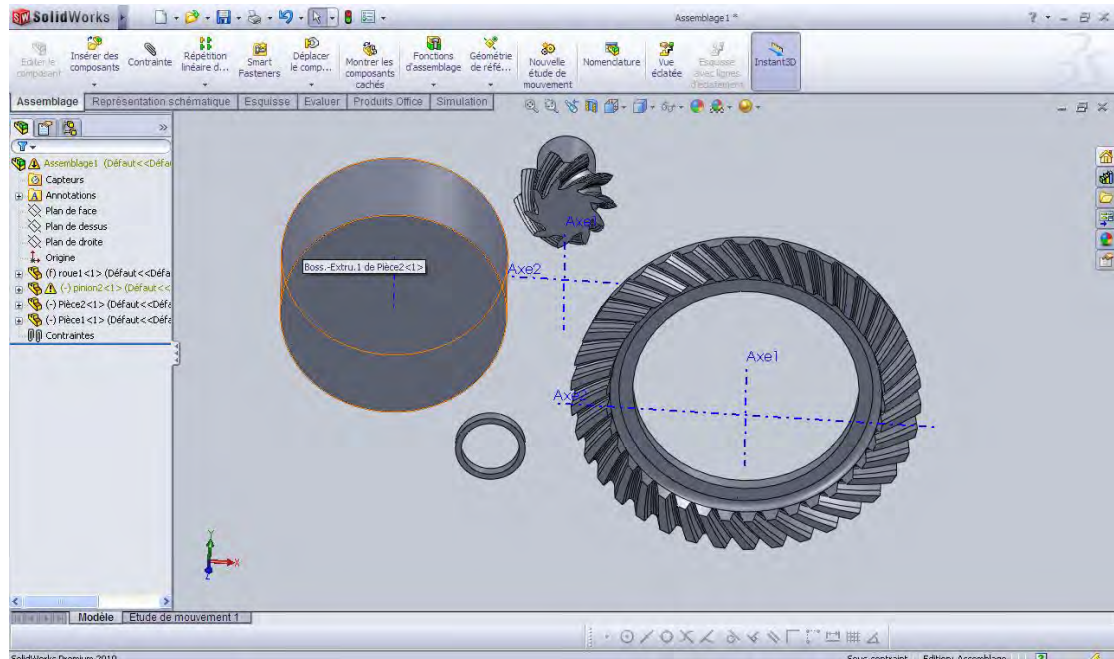 SolidWorks
Assemblage1 *
Editer le composant
Insérer des composants
Contrainte
Répétition linéaire d...
Smart Fasteners
Déplacer le comp...
Montrer les composants cachés
Fonctions d'assemblage
Géométrie de réfé...
Nouvelle étude de mouvement
Nomenclature
Vue éclatée
Esquisse avec lignes d'éclatement
Instant3D
Assemblage
Représentation schématique
Esquisse
Evaluer
Produits Office
Simulation
Assemblage1 (Défaut<<Défau
Capteurs
Annotations
Plan de face
Plan de dessus
Plan de droite
Origine
(f) roue1<1> (Défaut<<Défa
(-) pinion2<1> (Défaut<<
(-) Pièce2<1> (Défaut<<Défa
(-) Pièce1<1> (Défaut<<Défa
Contraintes
Axe1
Axe2
Boss.-Extru.1 de Pièce2<1>
Axe1
Axe2
Y
X
Z
Modèle
Etude de mouvement 1
SolidWorks Premium 2010
Sous-contraint
Edition: Assemblage